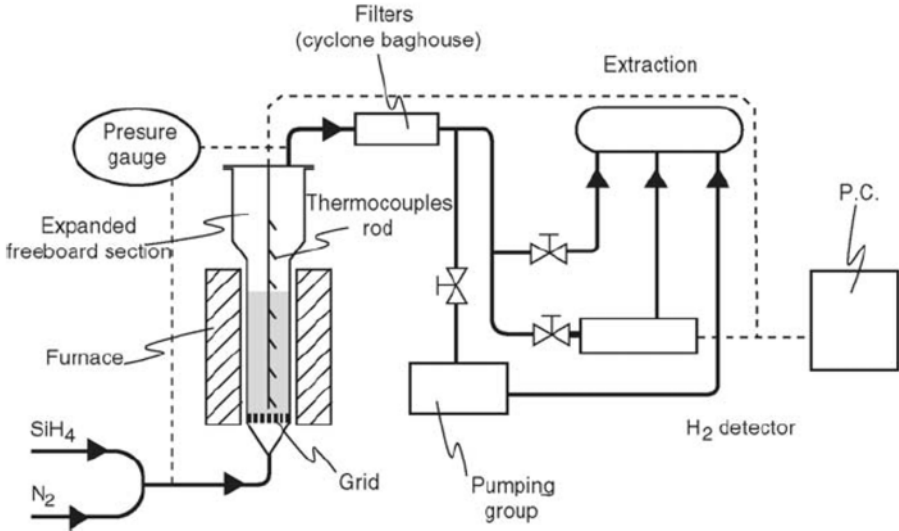 Filters
(cyclone baghouse)
Extraction
Presure
gauge
P.C.
Thermocouples
rod
Expanded
freeboard section
Furnace
SiH4
H2 detector
Grid
N2
Pumping
group